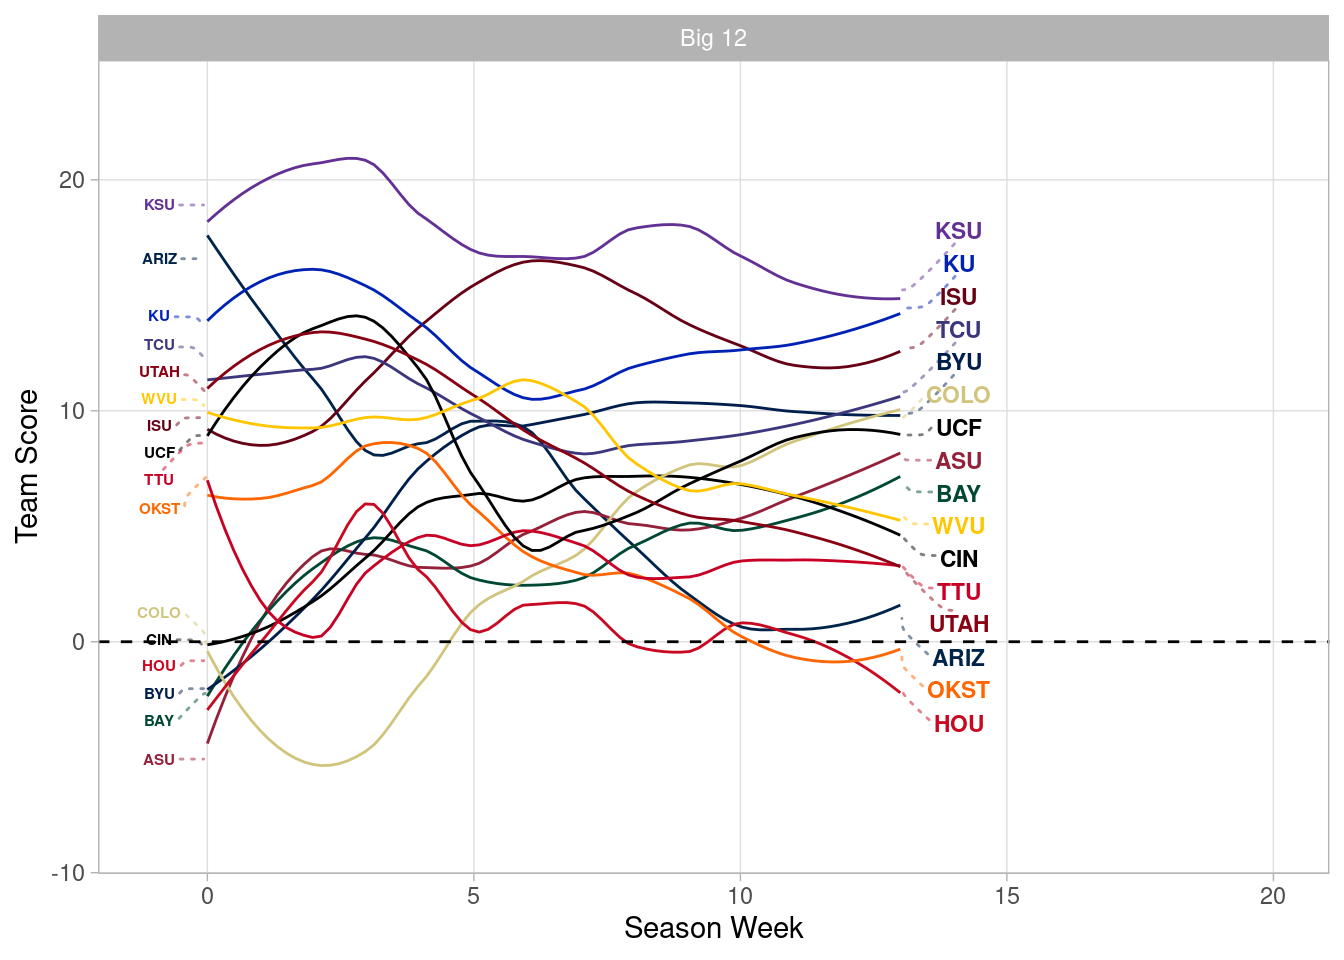 Big 12
Team Score
20
10
0
-10
KSU
ARIZ
KU
TCU
UTAH
WVU
ISU
UCF
TTU
OKST
COLO
CIN
HOU
BYU
BAY
ASU
KSU
KU
ISU
TCU
BYU
COLO
UCF
ASU
BAY
WVU
CIN
TTU
UTAH
ARIZ
OKST
HOU
0 5 10 15 20
Season Week